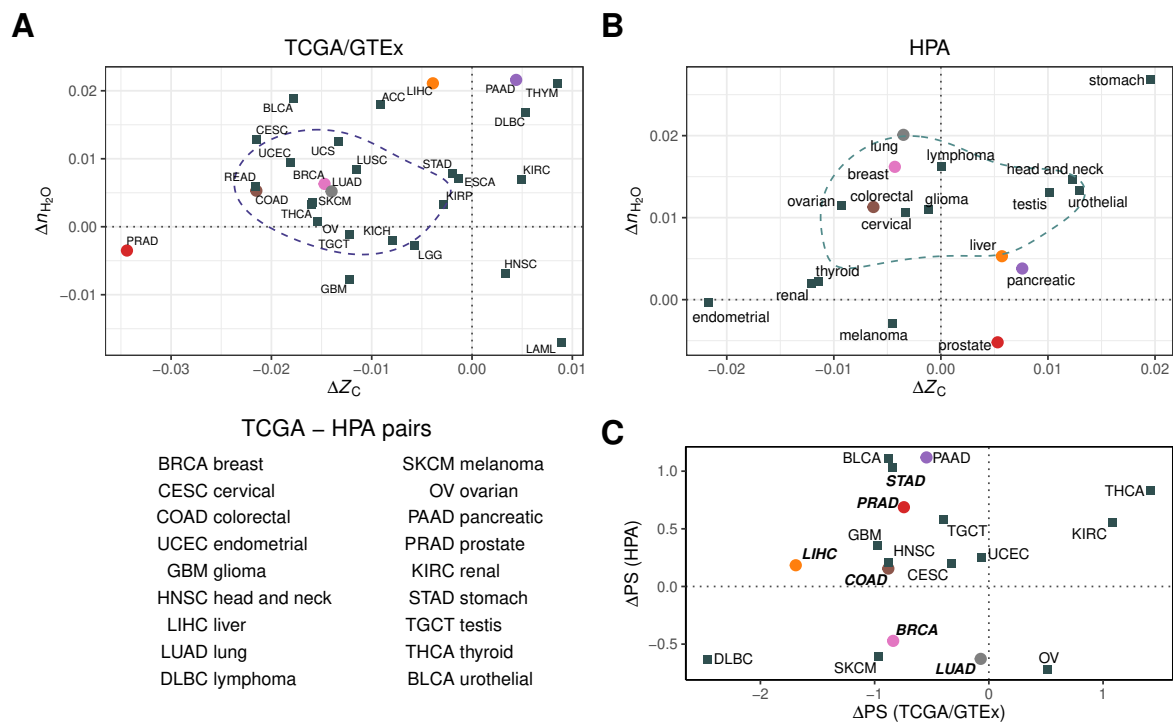 A
TCGA/GTEx
ΔnH2O
0.02
0.01
0.00
−0.01
BLCA
ACC
LIHC
PAAD
THYM
DLBC
CESC
UCEC
UCS
LUSC
STAD
KIRC
READ
BRCA
LUAD
ESCA
COAD
SKCM
KIRP
THCA
OV
TGCT
KICH
LGG
PRAD
GBM
HNSC
LAML
−0.03
−0.02
−0.01
0.00
0.01
ΔZC
B
HPA
ΔnH2O
0.02
0.01
0.00
stomach
lung
lymphoma
breast
head and neck
colorectal
glioma
ovarian
testis
urothelial
cervical
liver
thyroid
pancreatic
renal
endometrial
melanoma
prostate
−0.02
−0.01
0.00
0.01
0.02
ΔZC
TCGA − HPA pairs
BRCA breast
CESC cervical
COAD colorectal
UCEC endometrial
GBM glioma
HNSC head and neck
LIHC liver
LUAD lung
DLBC lymphoma
SKCM melanoma
OV ovarian
PAAD pancreatic
PRAD prostate
KIRC renal
STAD stomach
TGCT testis
THCA thyroid
BLCA urothelial
C
ΔPS (HPA)
1.0
0.5
0.0
−0.5
BLCA
PAAD
STAD
THCA
PRAD
TGCT
KIRC
GBM
LIHC
HNSC
UCEC
COAD
CESC
BRCA
DLBC
SKCM
LUAD
OV
−2
−1
0
1
ΔPS (TCGA/GTEx)